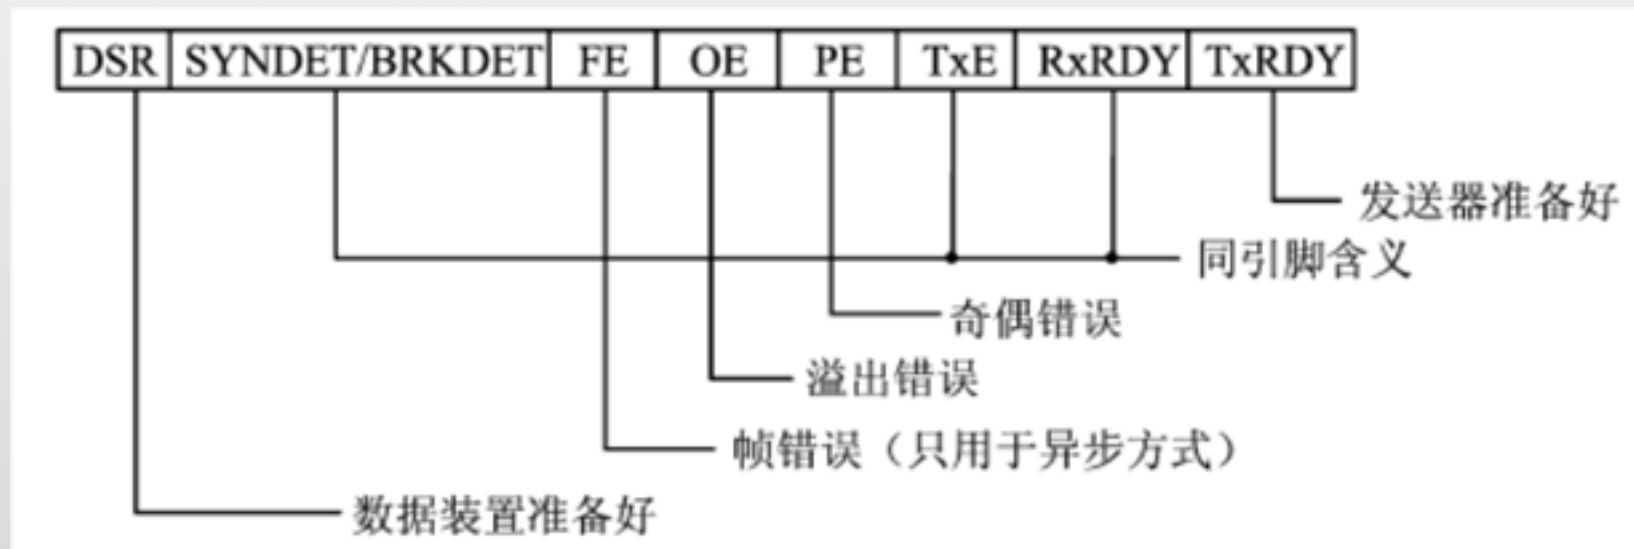 DSR SYNDET/BRKDET FE OE PE TxE RxRDY TxRDY
发送器准备好
同引脚含义
奇偶错误
溢出错误
帧错误（只用于异步方式）
数据装置准备好